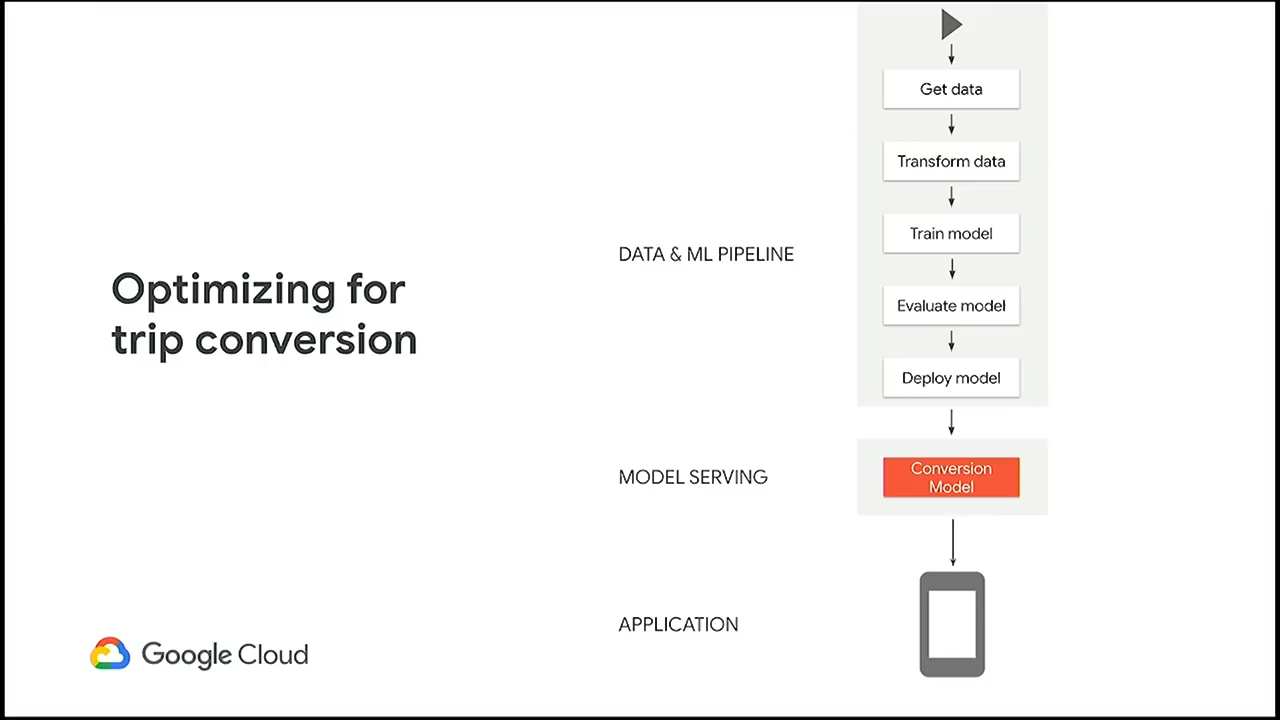 Optimizing for
trip conversion
DATA & ML PIPELINE
Get data
Transform data
Train model
Evaluate model
Deploy model
MODEL SERVING
Conversion
Model
APPLICATION
Google Cloud